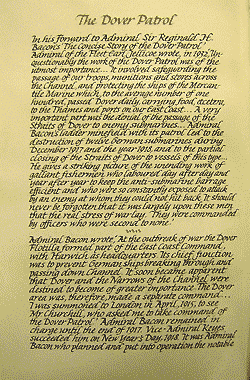 The Dover Patrol
In his forward to Admiral Sir Reginald H.
Bacon's "The Concise Story of the Dover Patrol"
Admiral of the Fleet Earl Jellicoe wrote, in 1932, "Un-
questionably the work of the Dover Patrol was of the
utmost importance... It involved safeguarding the
passage of our troops, munitions and stores across
the Channel, and protecting the ships of the Mercan-
tile Marine which, to the average number of one
hundred, passed Dover daily, carrying food, etcetra,
to the Thames and ports on our East Coast... A very
important part was the denial of the passage of the
Straits of Dover to enemy submarines... Admiral
Bacon's ladder minefield with its patrol led to the
destruction of twelve German submarines during
December 1917 and the year 1918, and to the partial
closing of the Straits of Dover to vessels of this type...
He gives a striking picture of the splendid work of
gallant fishermen, who laboured day after day and
year after year to keep the anti-submarine barrage
efficient and who were so constantly exposed to attack
by an enemy at whom they could not hit back. It should
never be forgotten that it was largely upon these men
that the real stress of war lay. They were commanded
by officers who were second to none."
Admiral Bacon wrote, "At the outbreak of war the Dover
Flotilla formed part of the East Coast Command,
with Harwich as headquarters. Its chief function
was to prevent German ships breaking through and
passing down Channel. It soon became apparent
that Dover and the Narrows of the Channel were
destined to become of greater importance. The Dover
area was, therefore, made a separate command...
I was summoned to London in April, 1915, to see
Mr. Churchill, who asked me to take command of
the Dover Patrol." Admiral Bacon remained in
charge until the end of 1917. Vice-Admiral Keyes
succeeded him on New Year's Day, 1918. It was Admiral
Bacon who planned and put into operation the notable